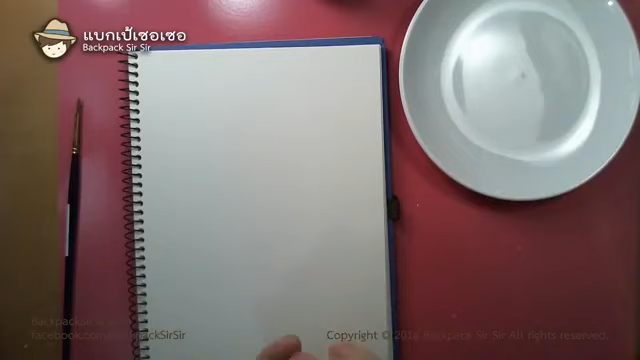 แบกเป้เซอเซอ
Backpack Sir Sir
Copyright © 2016 Backpack Sir Sir All rights reserved.